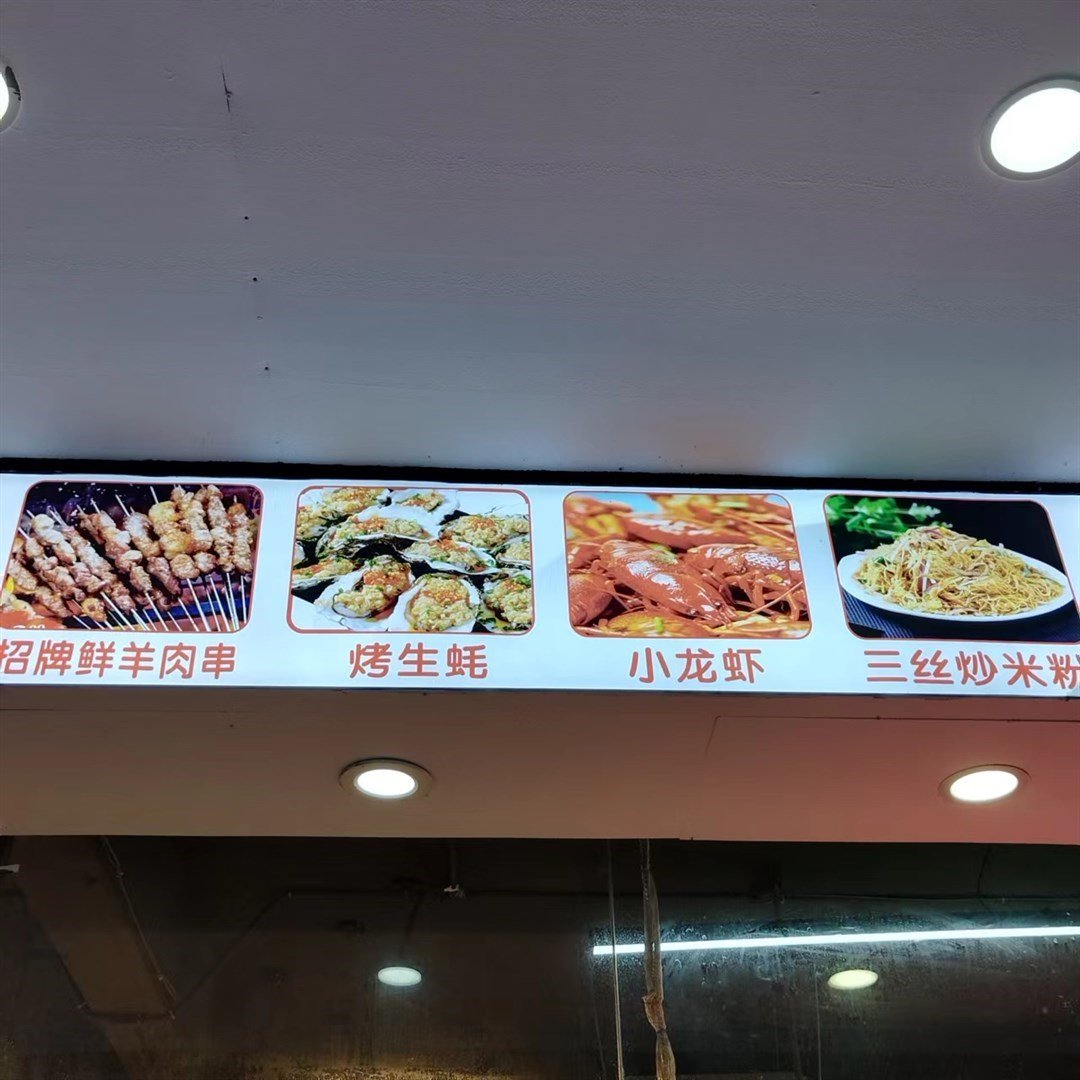 招牌鲜羊肉串
烤生蚝
小龙虾
三丝炒米粉